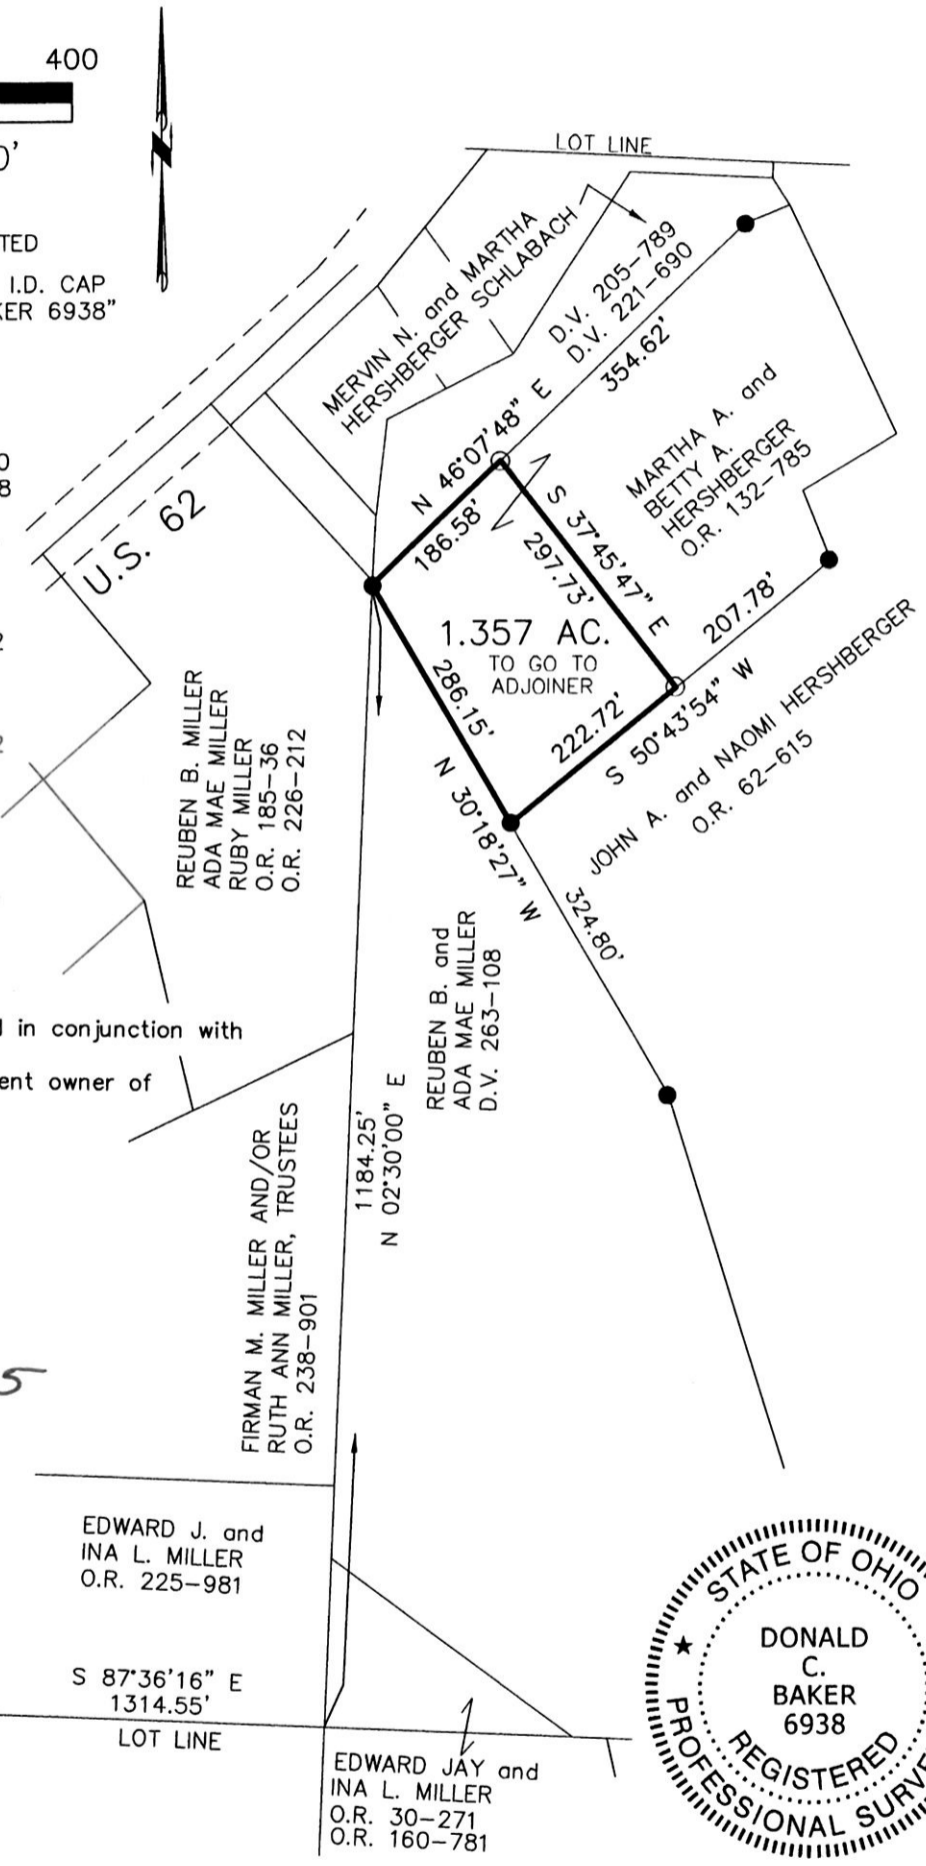 400
0'
TED
I.D. CAP
KER 6938"
0
8
2
2
LOT LINE
MERVIN N. and MARTHA
HERSHBERGER SCHLABACH
D.V. 205-789
D.V. 221-690
354.62'
N 46°07'48" E
186.58'
S 37°45'47" E
297.73'
MARTHA A. and
BETTY A.
HERSHBERGER
O.R. 132-785
U.S. 62
1.357 AC.
TO GO TO
ADJOINER
286.15'
N 30°18'27" W
222.72'
S 50°43'54" W
207.78'
JOHN A. and NAOMI HERSHBERGER
O.R. 62-615
324.80'
REUBEN B. MILLER
ADA MAE MILLER
RUBY MILLER
O.R. 185-36
O.R. 226-212
REUBEN B. and
ADA MAE MILLER
D.V. 263-108
in conjunction with
ent owner of
1184.25'
N 02°30'00" E
FIRMAN M. MILLER AND/OR
RUTH ANN MILLER, TRUSTEES
O.R. 238-901
5
EDWARD J. and
INA L. MILLER
O.R. 225-981
S 87°36'16" E
1314.55'
LOT LINE
EDWARD JAY and
INA L. MILLER
O.R. 30-271
O.R. 160-781
STATE OF OHIO
DONALD
C.
BAKER
6938
REGISTERED
PROFESSIONAL SURVE